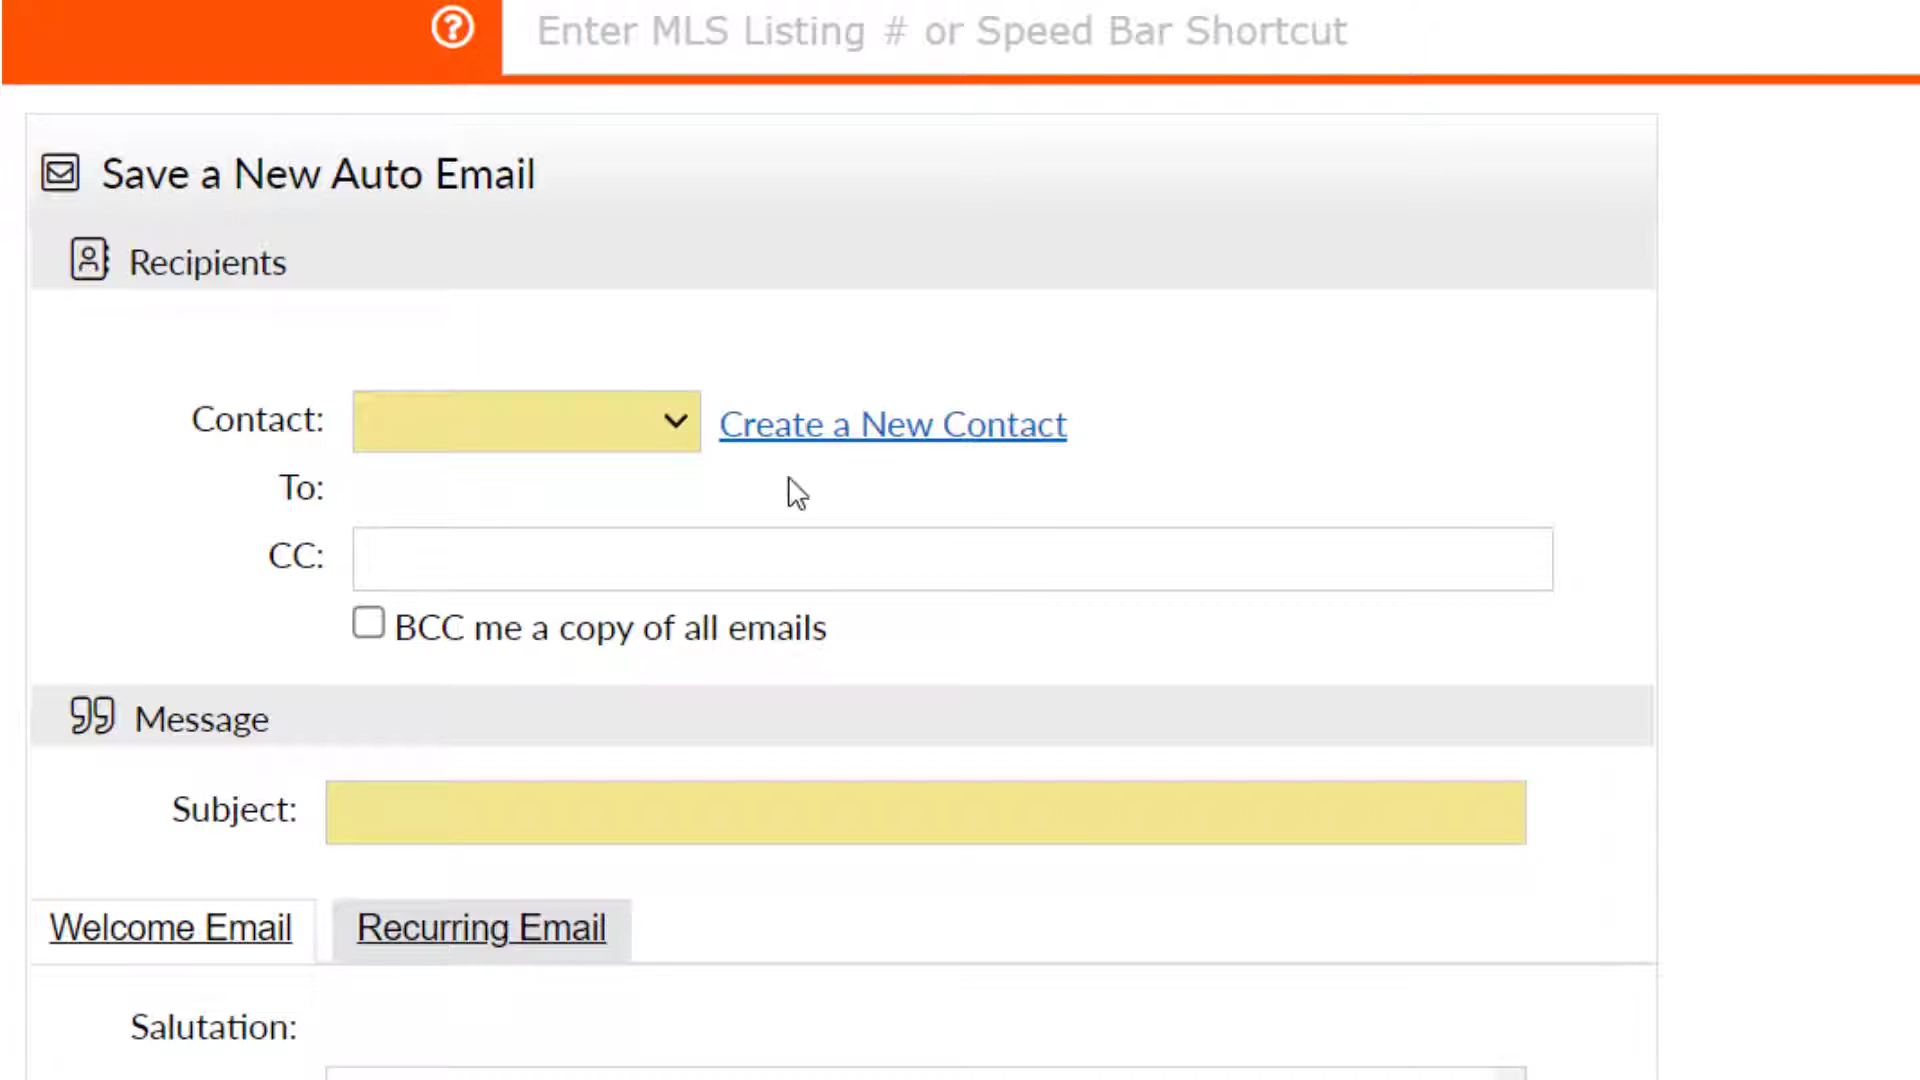 Enter MLS Listing # or Speed Bar Shortcut
Save a New Auto Email
Recipients
Contact: Create a New Contact
To:
CC:
BCC me a copy of all emails
Message
Subject:
Welcome Email Recurring Email
Salutation: